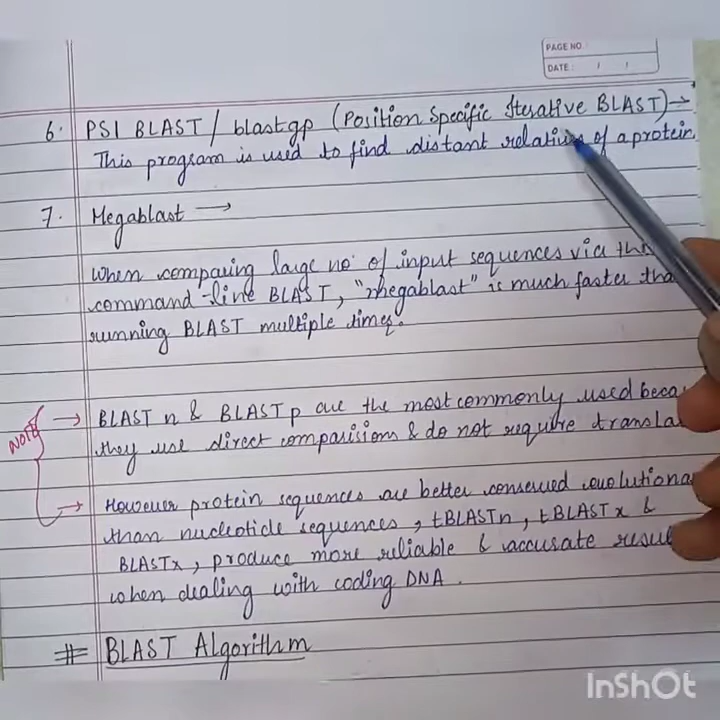 PAGE NO.
DATE: / /
6. PSI BLAST / blastgp (Position Specific Iterative BLAST) →
This program is used to find distant relatives of a protein.
7. Megablast →
When comparing large no. of input sequences via the
command-line BLAST, "megablast" is much faster tha
running BLAST multiple times.
Note → BLAST n & BLAST p are the most commonly used beca
they use direct comparisions & do not require transla
→ However protein sequences are better conserved evolutiona
than nucleotide sequences, tBLASTn, tBLASTx &
BLASTx, produce more reliable & accurate resul
when dealing with coding DNA.
# BLAST Algorithm
InShOt